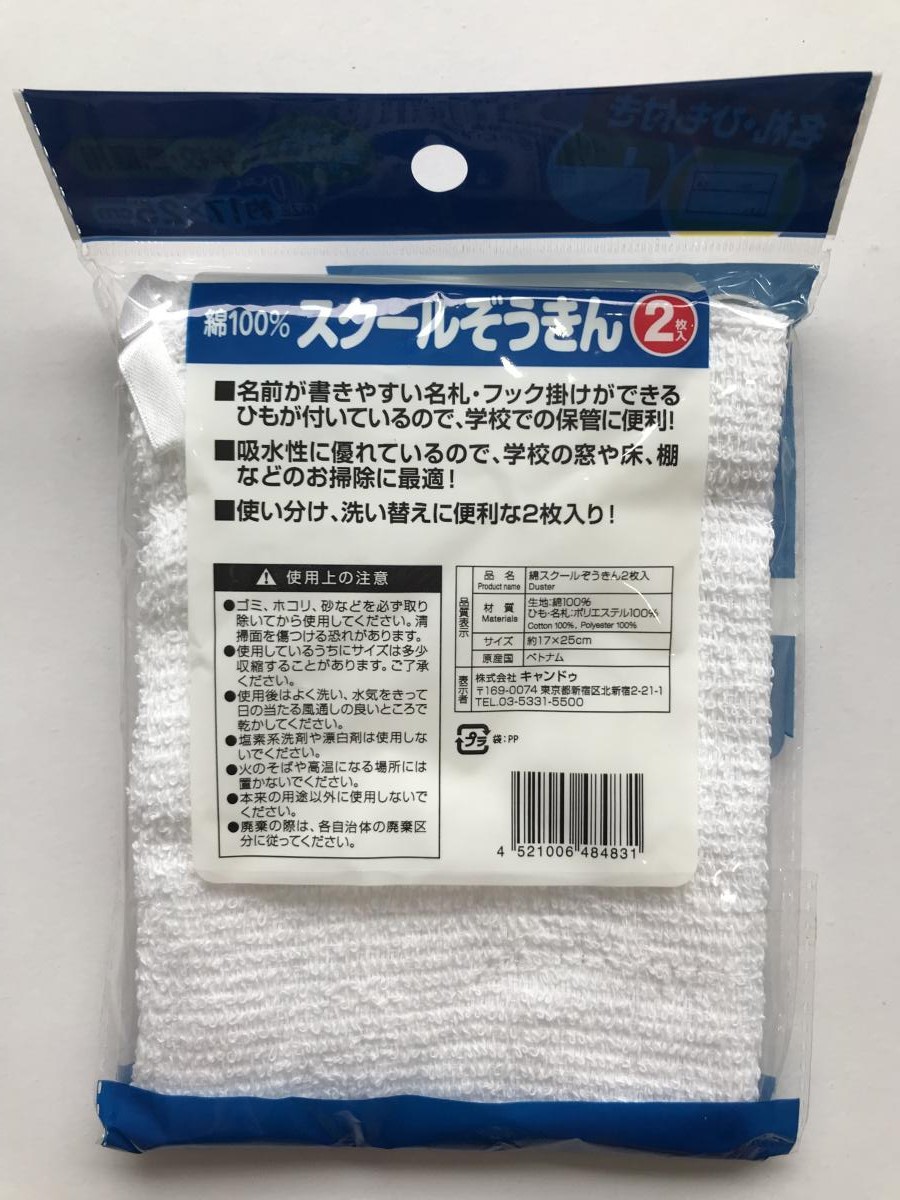 綿100% スクールぞうきん 2枚入
■名前が書きやすい名札・フック掛けができる
ひもが付いているので、学校での保管に便利!
■吸水性に優れているので、学校の窓や床、棚
などのお掃除に最適!
■使い分け、洗い替えに便利な2枚入り!
使用上の注意
●ゴミ、ホコリ、砂などを必ず取り
除いてから使用してください。清
掃面を傷つける恐れがあります。
●使用しているうちにサイズは多少
収縮することがあります。ご了承
ください。
●使用後はよく洗い、水気をきって
日の当たる風通しの良いところで
乾かしてください。
●塩素系洗剤や漂白剤は使用しな
いでください。
●火のそばや高温になる場所には
置かないでください。
●本来の用途以外に使用しないで
ください。
●廃棄の際は、各自治体の廃棄区
分に従ってください。
品質表示
品名 綿スクールぞうきん2枚入
Product name Duster
材質 生地:綿100%
Materials ひも・名札:ポリエステル100%
Cotton 100%, Polyester 100%
サイズ 約17×25cm
原産国 ベトナム
表示者
株式会社 キャンドゥ
〒169-0074 東京都新宿区北新宿2-21-1
TEL.03-5331-5500
プラ 袋:PP
4 521006 484831
名札・ひも付き